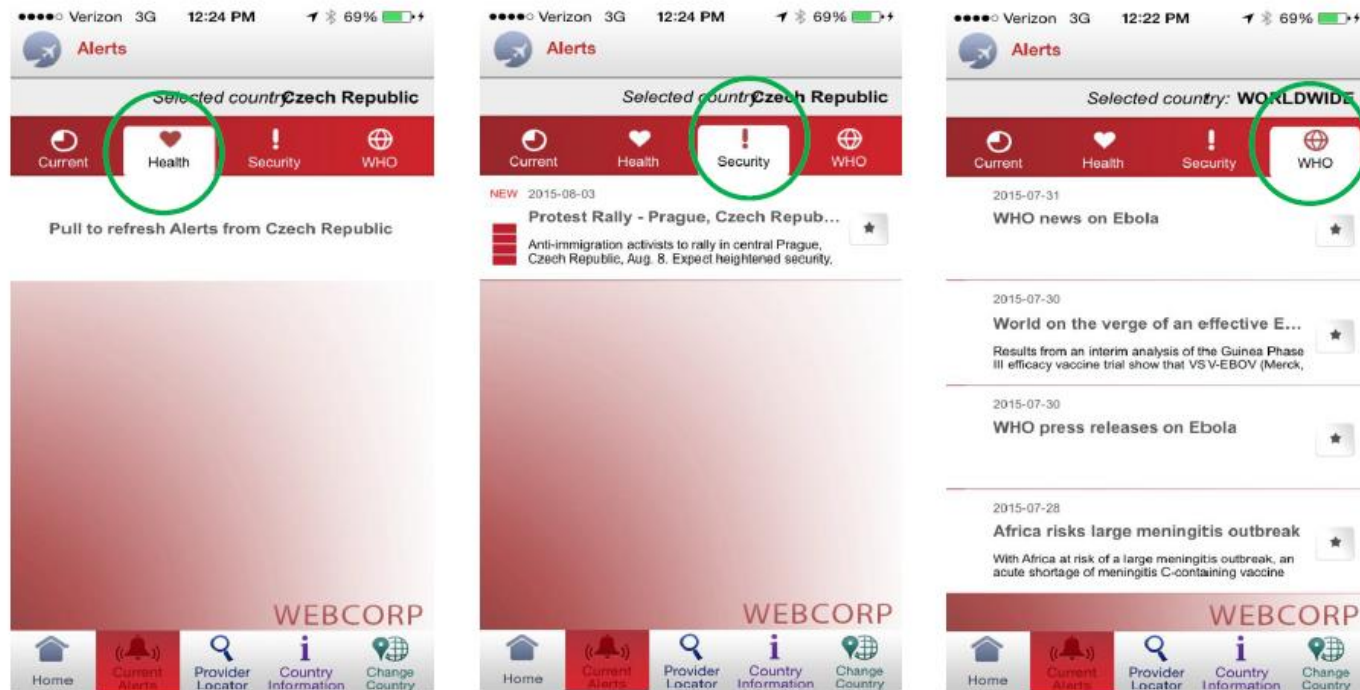 Verizon 3G 12:24 PM 69%
Alerts
Selected country Czech Republic
Current Health Security WHO
Pull to refresh Alerts from Czech Republic
WEBCORP
Home Current Alerts Provider Locator Country Information Change Country
Verizon 3G 12:24 PM 69%
Alerts
Selected country Czech Republic
Current Health Security WHO
NEW 2015-08-03
Protest Rally - Prague, Czech Repub...
Anti-immigration activists to rally in central Prague,
Czech Republic, Aug. 8. Expect heightened security.
WEBCORP
Home Current Alerts Provider Locator Country Information Change Country
Verizon 3G 12:22 PM 69%
Alerts
Selected country: WORLDWIDE
Current Health Security WHO
2015-07-31
WHO news on Ebola
2015-07-30
World on the verge of an effective E...
Results from an interim analysis of the Guinea Phase
III efficacy vaccine trial show that VSV-EBOV (Merck,
2015-07-30
WHO press releases on Ebola
2015-07-28
Africa risks large meningitis outbreak
With Africa at risk of a large meningitis outbreak, an
acute shortage of meningitis C-containing vaccine
WEBCORP
Home Current Alerts Provider Locator Country Information Change Country